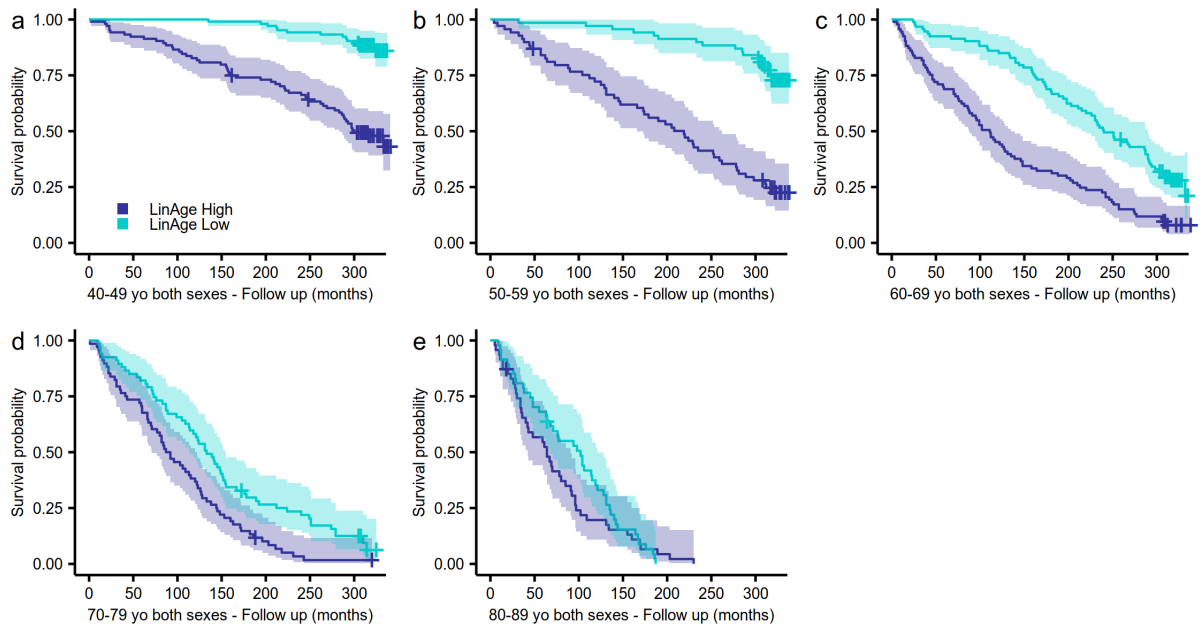 a
1.00
0.75
0.50
0.25
0.00
Survival probability
LinAge High
LinAge Low
0 50 100 150 200 250 300
40-49 yo both sexes - Follow up (months)
b
1.00
0.75
0.50
0.25
0.00
Survival probability
0 50 100 150 200 250 300
50-59 yo both sexes - Follow up (months)
c
1.00
0.75
0.50
0.25
0.00
Survival probability
0 50 100 150 200 250 300
60-69 yo both sexes - Follow up (months)
d
1.00
0.75
0.50
0.25
0.00
Survival probability
0 50 100 150 200 250 300
70-79 yo both sexes - Follow up (months)
e
1.00
0.75
0.50
0.25
0.00
Survival probability
0 50 100 150 200 250 300
80-89 yo both sexes - Follow up (months)